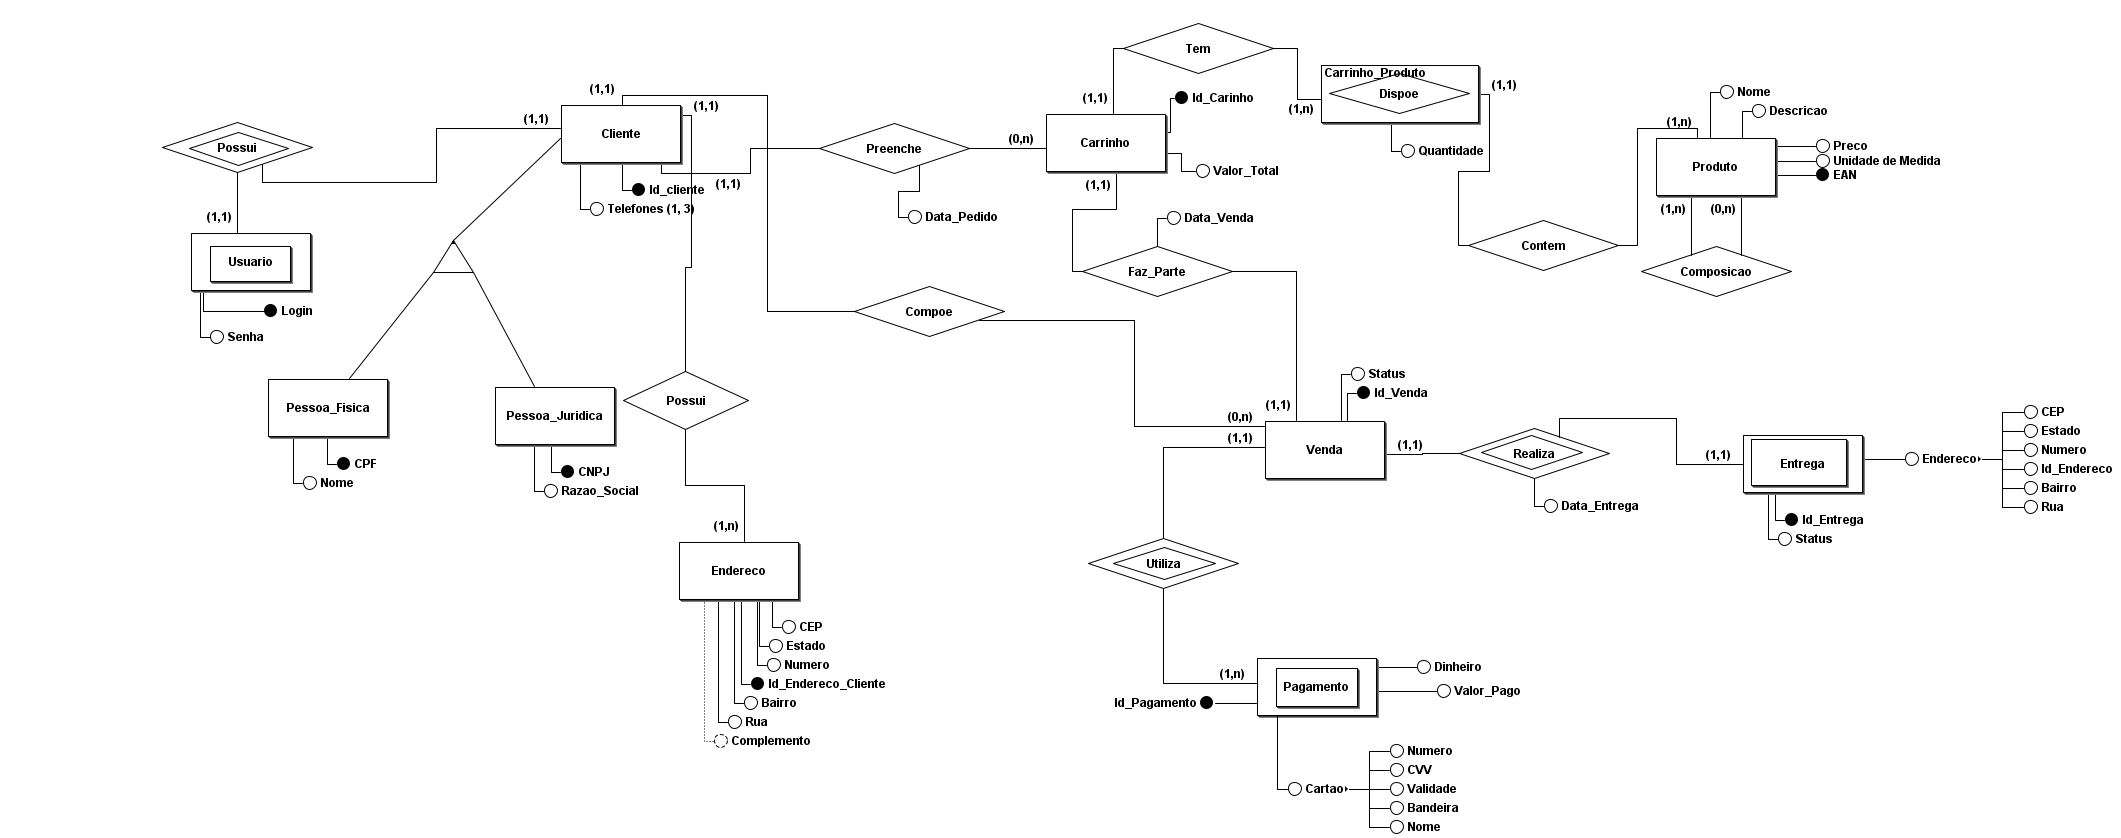 Tem
(1,1)
(1,1)
(1,1)
Id_Carinho
Carrinho_Produto
Dispoe
(1,1)
(1,n)
Quantidade
Nome
Descricao
(1,n)
Produto
Preco
Unidade de Medida
EAN
(1,n)
(0,n)
Composicao
Contem
Possui
(1,1)
Cliente
Id_cliente
(1,1)
Telefones (1, 3)
Preenche
(0,n)
Carrinho
Valor_Total
(1,1)
Data_Pedido
Data_Venda
Faz_Parte
(1,1)
Usuario
Login
Senha
Compoe
Pessoa_Fisica
CPF
Nome
Pessoa_Juridica
CNPJ
Razao_Social
Possui
(1,n)
Endereco
CEP
Estado
Numero
Id_Endereco_Cliente
Bairro
Rua
Complemento
Status
Id_Venda
(1,1)
(0,n)
(1,1)
Venda
(1,1)
Realiza
Data_Entrega
(1,1)
Entrega
Id_Entrega
Status
Endereco
CEP
Estado
Numero
Id_Endereco
Bairro
Rua
Utiliza
(1,n)
Id_Pagamento
Pagamento
Dinheiro
Valor_Pago
Cartao
Numero
CVV
Validade
Bandeira
Nome